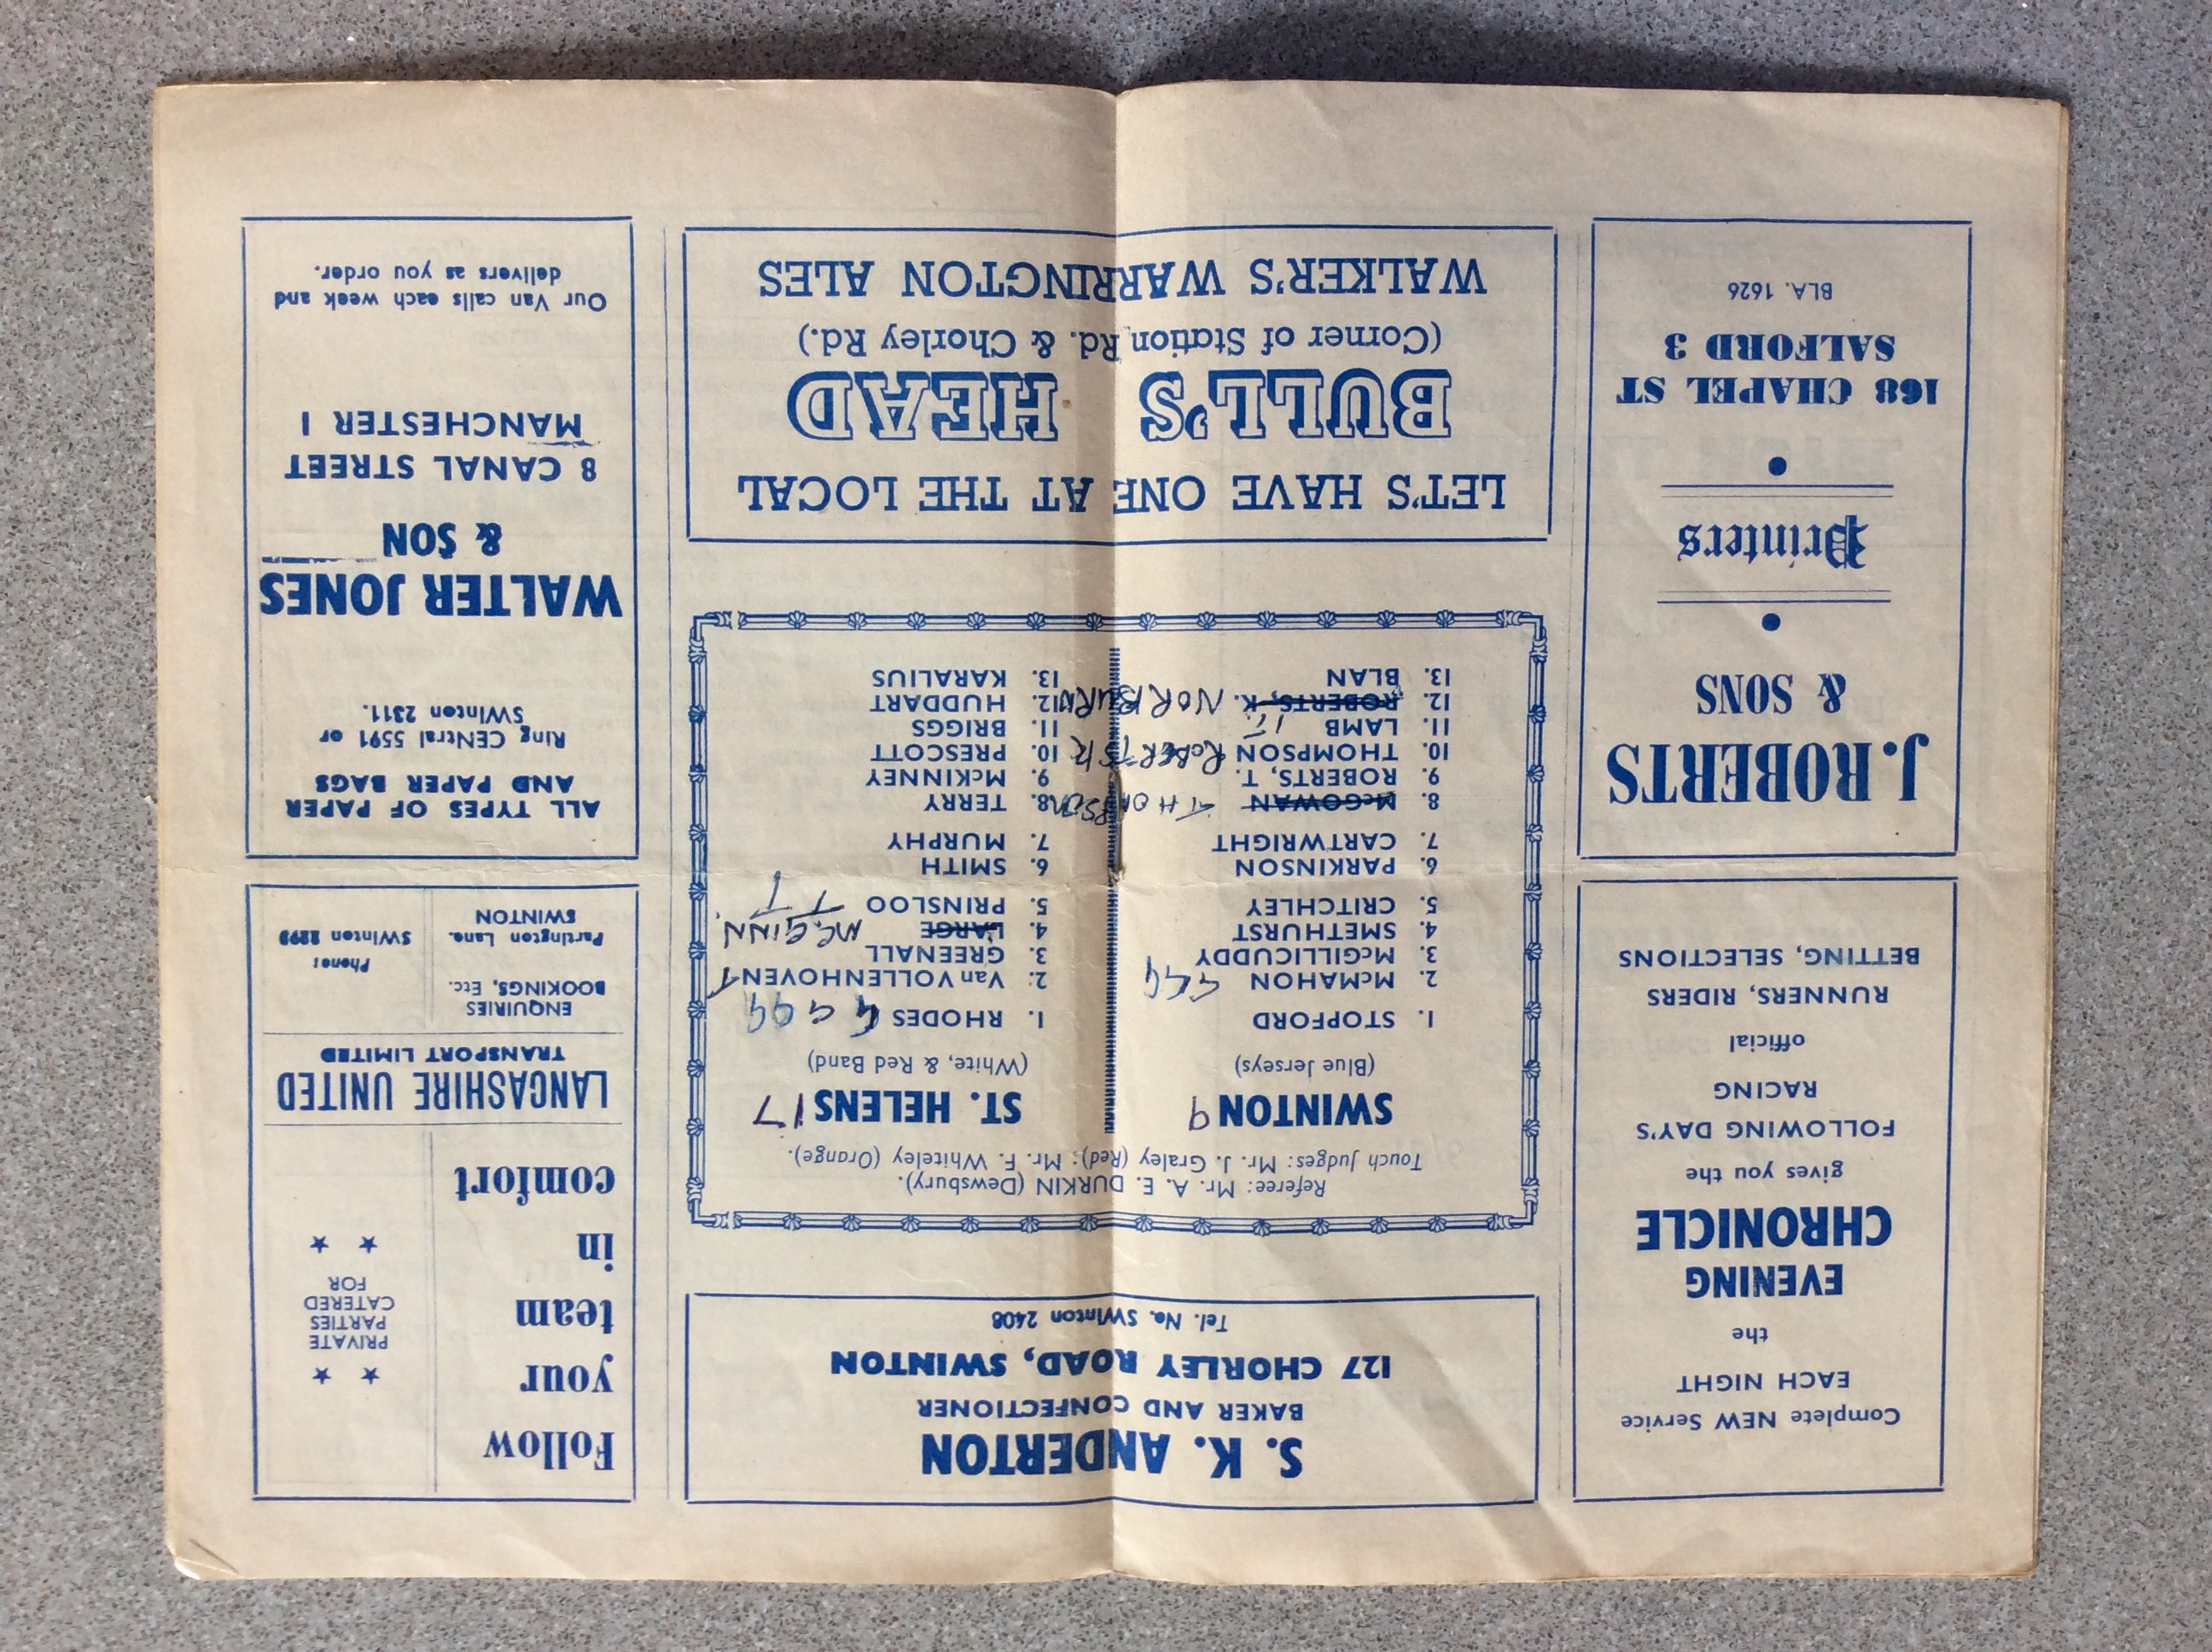 Complete NEW Service
EACH NIGHT
the
EVENING
CHRONICLE
gives you the
FOLLOWING DAY'S
RACING
official
RUNNERS, RIDERS
BETTING, SELECTIONS
J. ROBERTS
& SONS
Printers
168 CHAPEL ST
SALFORD 3
BLA. 1626
S. K. ANDERTON
BAKER AND CONFECTIONER
127 CHORLEY ROAD, SWINTON
Tel. No. SWInton 2408
Referee: Mr. A. E. DURKIN (Dewsbury).
Touch Judges: Mr. J. Graley (Red); Mr. F. Whiteley (Orange).
SWINTON 9
(Blue Jerseys)
1. STOPFORD
2. McMAHON GGG
3. McGILLICUDDY
4. SMETHURST
5. CRITCHLEY
6. PARKINSON
7. CARTWRIGHT
8. McGOWAN THOMPSON
9. ROBERTS, T.
10. THOMPSON ROBERTS K
11. LAMB
12. ROBERTS, K. NORBURN
13. BLAN
ST. HELENS 17
(White, & Red Band)
1. RHODES G G GG
2. Van VOLLENHOVEN T
3. GREENALL
4. LARGE McGINN.
5. PRINSLOO T T
6. SMITH
7. MURPHY
8. TERRY
9. McKINNEY
10. PRESCOTT
11. BRIGGS
12. HUDDART
13. KARALIUS
LET'S HAVE ONE AT THE LOCAL
BULL'S HEAD
(Corner of Station Rd. & Chorley Rd.)
WALKER'S WARRINGTON ALES
Follow
your
team
in
comfort
★ ★
PRIVATE
PARTIES
CATERED
FOR
★ ★
LANCASHIRE UNITED
TRANSPORT LIMITED
ENQUIRIES
BOOKINGS, Etc.
Partington Lane.
SWINTON
Phone:
SWInton 2293
ALL TYPES OF PAPER
AND PAPER BAGS
Ring CENtral 5591 or
SWInton 2311.
WALTER JONES
& SON
8 CANAL STREET
MANCHESTER 1
Our Van calls each week and
delivers as you order.